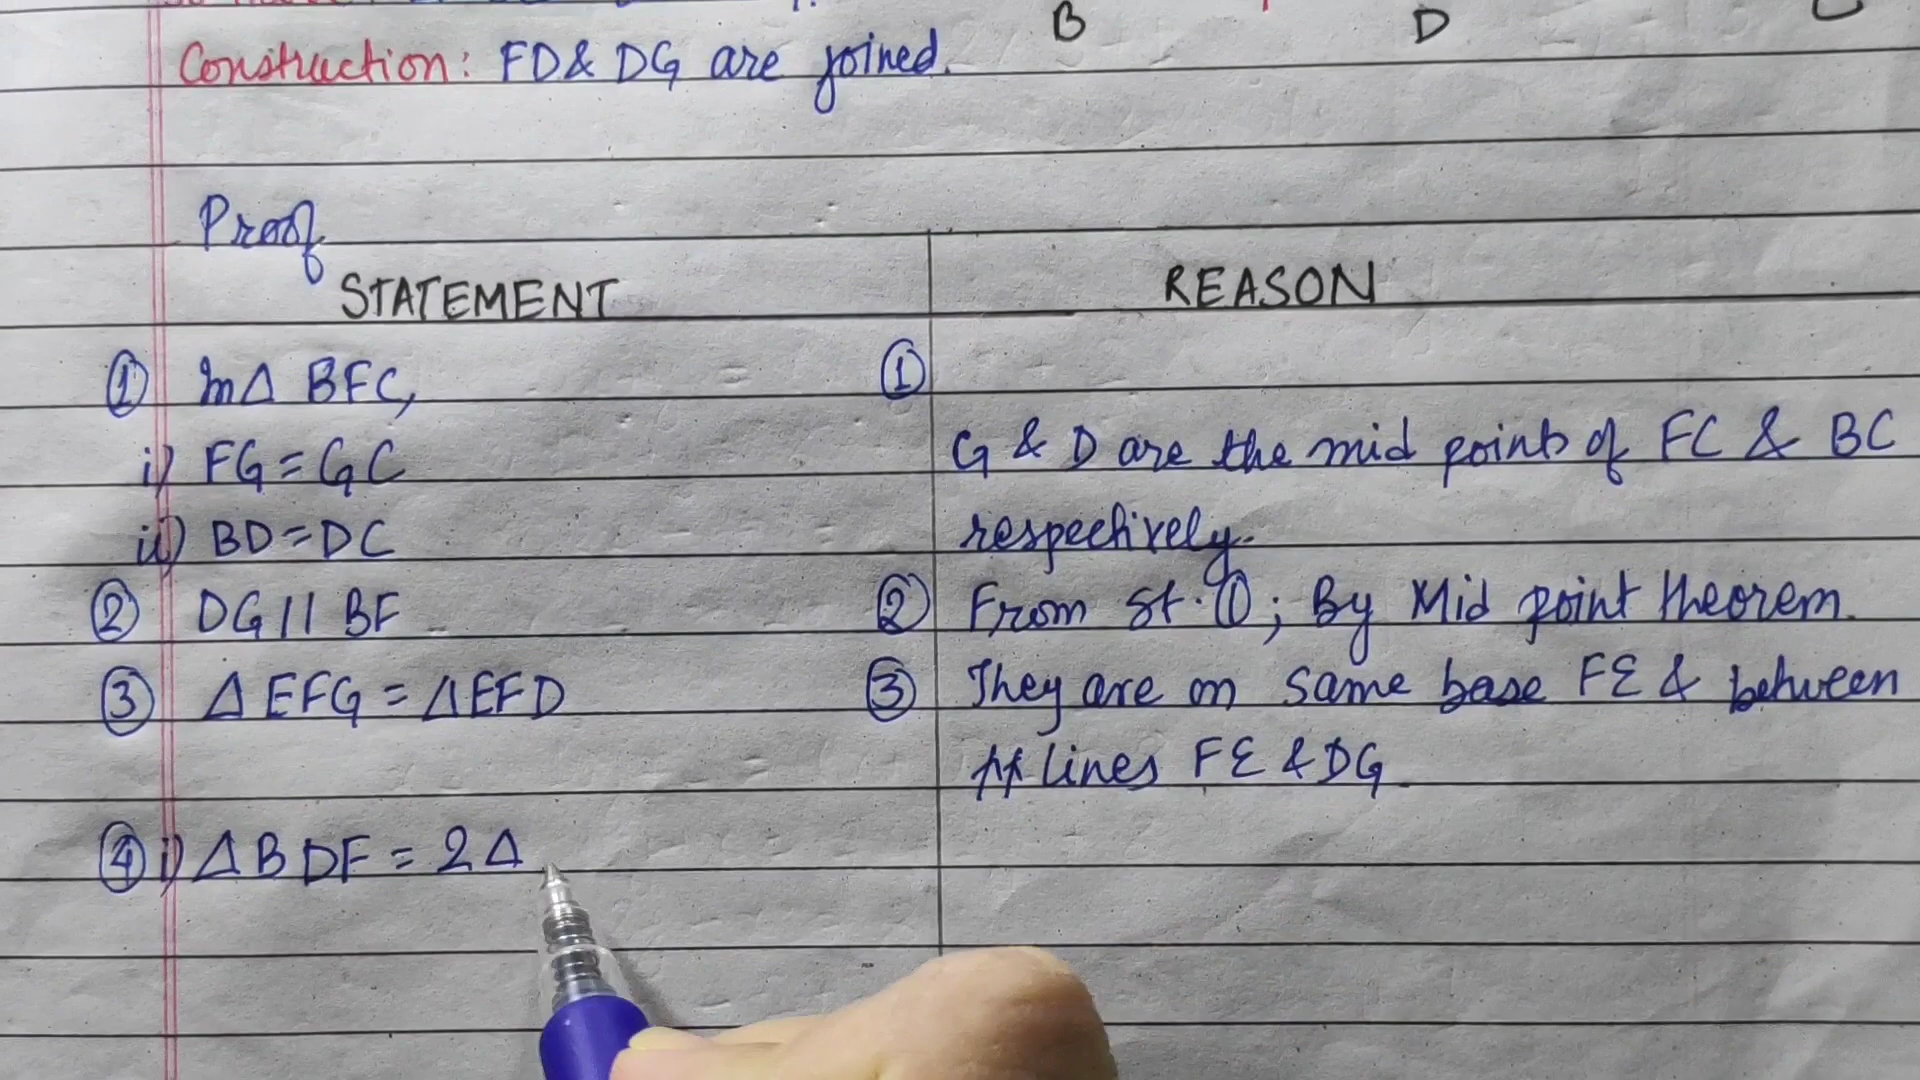 B D
Construction: FD & DG are joined.
Proof
STATEMENT REASON
① In Δ BFC, ①
i) FG = GC G & D are the mid points of FC & BC
ii) BD = DC respectively.
② DG || BF ② From St. ①; By Mid point theorem.
③ Δ EFG = Δ EFD ③ They are on same base FE & between
lines FE & DG
④ i) Δ BDF = 2 Δ